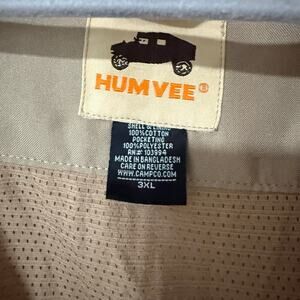 HUMVEE®
SHELL & LINING
100%COTTON
POCKETING
100%POLYESTER
RN#: 103994
MADE IN BANGLADESH
CARE ON REVERSE
WWW.CAMPCO.COM
3XL